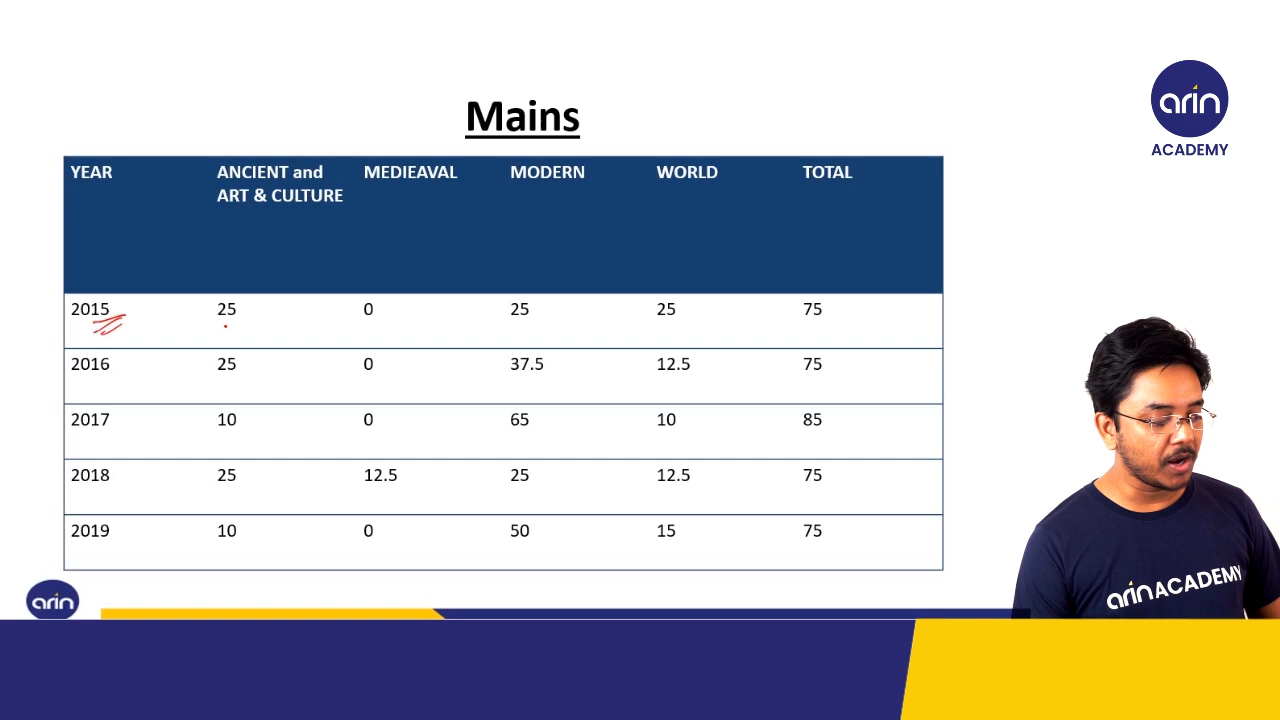 Mains
arin
ACADEMY
YEAR ANCIENT and MEDIEAVAL MODERN WORLD TOTAL
ART & CULTURE
2015 25 0 25 25 75
2016 25 0 37.5 12.5 75
2017 10 0 65 10 85
2018 25 12.5 25 12.5 75
2019 10 0 50 15 75
arin ACADEMY
arin